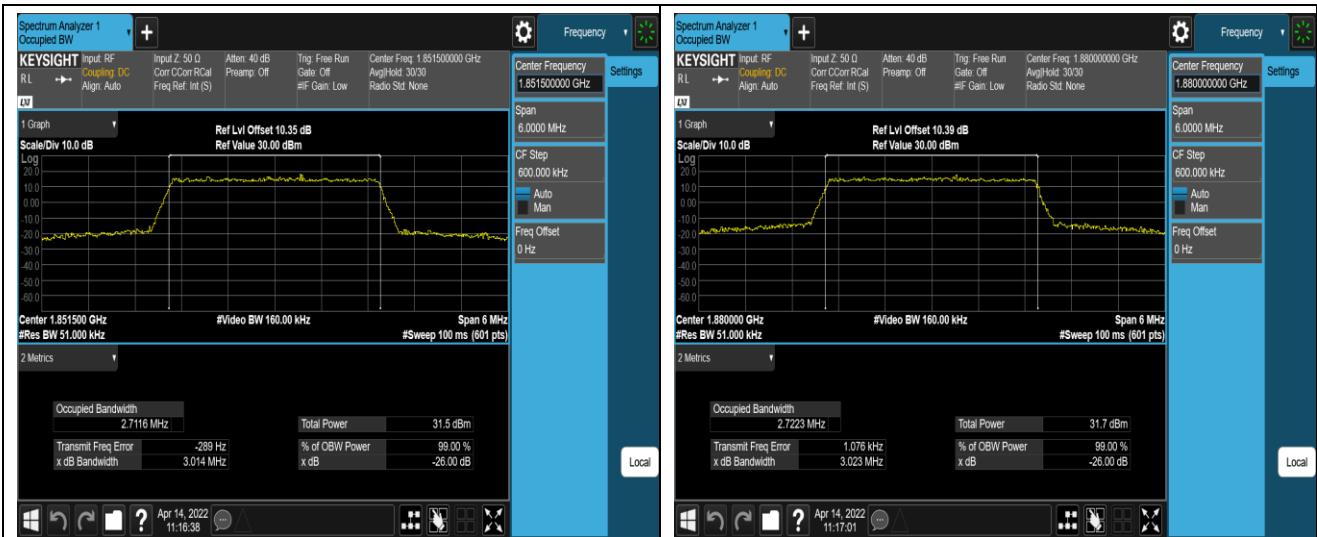 Spectrum Analyzer 1
Occupied BW
+
Frequency
KEYSIGHT
RL
LXI
Input: RF
Coupling: DC
Align: Auto
Input Z: 50 Ω
Corr CCorr RCal
Freq Ref: Int (S)
Atten: 40 dB
Preamp: Off
Trig: Free Run
Gate: Off
#IF Gain: Low
Center Freq: 1.851500000 GHz
Avg|Hold: 30/30
Radio Std: None
Center Frequency
1.851500000 GHz
Settings
Span
6.0000 MHz
CF Step
600.000 kHz
Auto
Man
Freq Offset
0 Hz
Local
1 Graph
Scale/Div 10.0 dB
Ref Lvl Offset 10.35 dB
Ref Value 30.00 dBm
Log
20.0
10.0
0.00
-10.0
-20.0
-30.0
-40.0
-50.0
-60.0
Center 1.851500 GHz
#Res BW 51.000 kHz
#Video BW 160.00 kHz
Span 6 MHz
#Sweep 100 ms (601 pts)
2 Metrics
Occupied Bandwidth
2.7116 MHz
Total Power 31.5 dBm
Transmit Freq Error -289 Hz
% of OBW Power 99.00 %
x dB Bandwidth 3.014 MHz
x dB -26.00 dB
?
Apr 14, 2022
11:16:38
Spectrum Analyzer 1
Occupied BW
+
Frequency
KEYSIGHT
RL
LXI
Input: RF
Coupling: DC
Align: Auto
Input Z: 50 Ω
Corr CCorr RCal
Freq Ref: Int (S)
Atten: 40 dB
Preamp: Off
Trig: Free Run
Gate: Off
#IF Gain: Low
Center Freq: 1.880000000 GHz
Avg|Hold: 30/30
Radio Std: None
Center Frequency
1.880000000 GHz
Settings
Span
6.0000 MHz
CF Step
600.000 kHz
Auto
Man
Freq Offset
0 Hz
Local
1 Graph
Scale/Div 10.0 dB
Ref Lvl Offset 10.39 dB
Ref Value 30.00 dBm
Log
20.0
10.0
0.00
-10.0
-20.0
-30.0
-40.0
-50.0
-60.0
Center 1.880000 GHz
#Res BW 51.000 kHz
#Video BW 160.00 kHz
Span 6 MHz
#Sweep 100 ms (601 pts)
2 Metrics
Occupied Bandwidth
2.7223 MHz
Total Power 31.7 dBm
Transmit Freq Error 1.076 kHz
% of OBW Power 99.00 %
x dB Bandwidth 3.023 MHz
x dB -26.00 dB
?
Apr 14, 2022
11:17:01